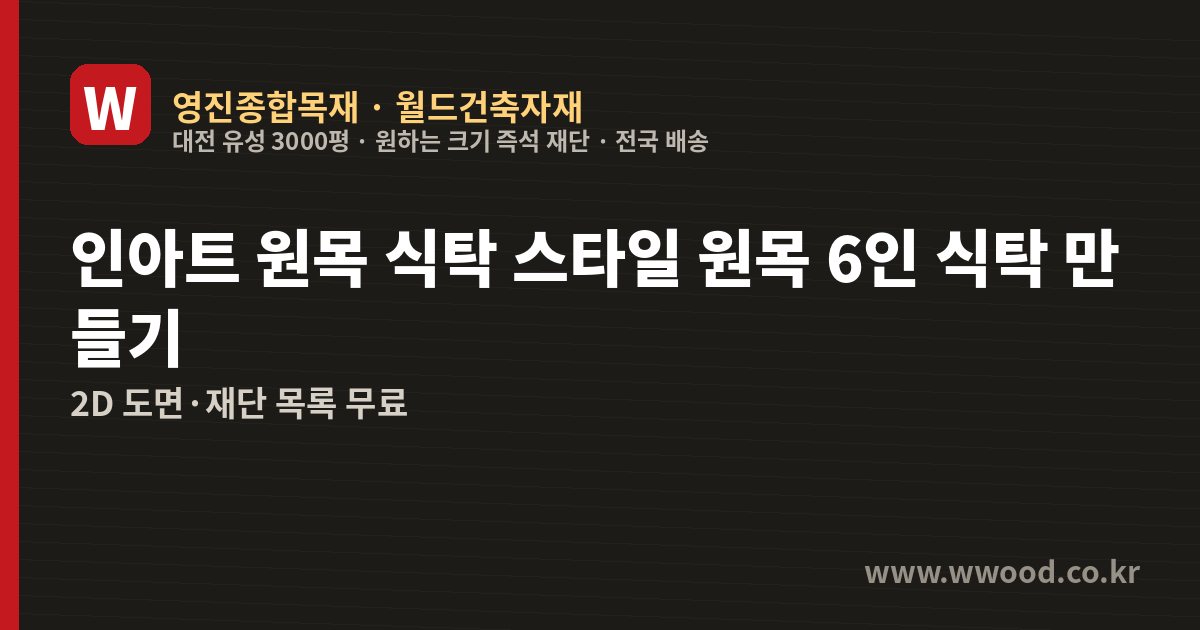 W
영진종합목재 · 월드건축자재
대전 유성 3000평 · 원하는 크기 즉석 재단 · 전국 배송
인아트 원목 식탁 스타일 원목 6인 식탁 만
들기
2D 도면·재단 목록 무료
www.wwood.co.kr